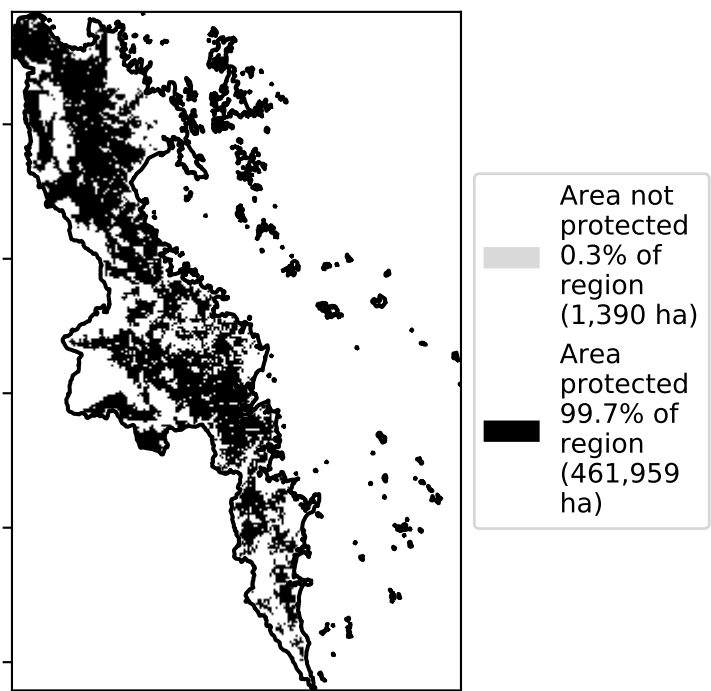 Area not
protected
0.3% of
region
(1,390 ha)
Area
protected
99.7% of
region
(461,959
ha)